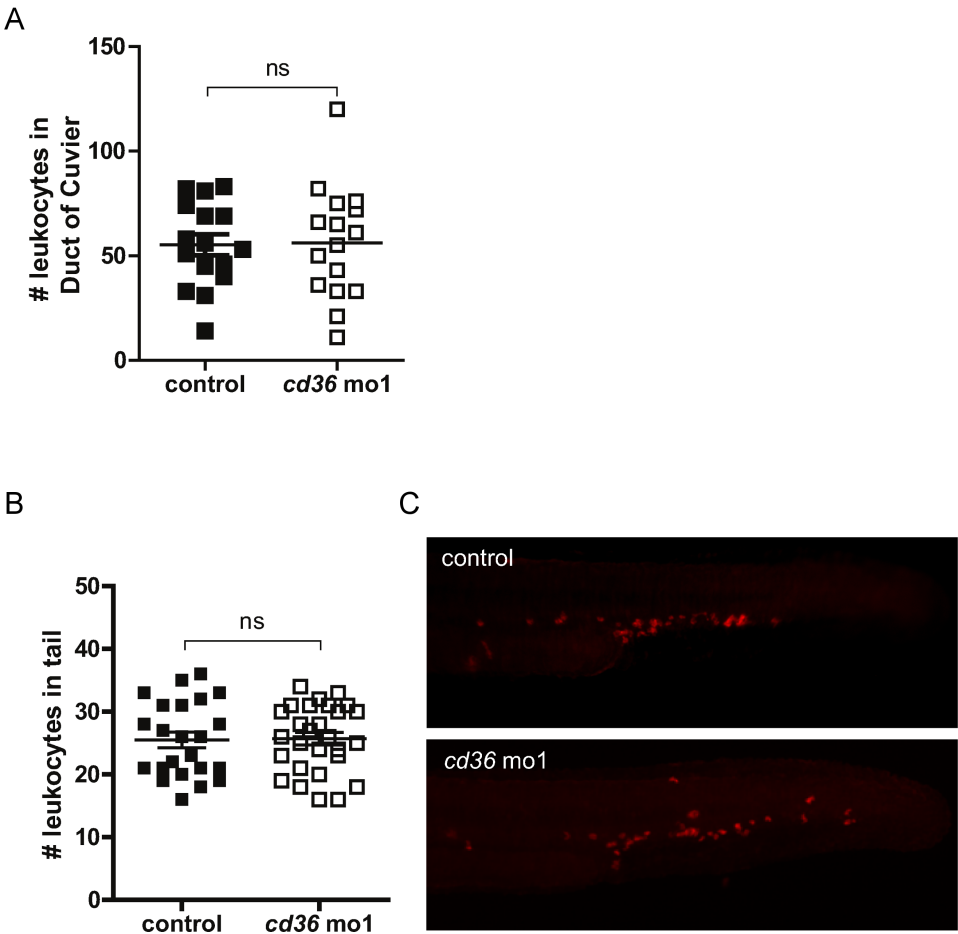 A
150
100
50
0
# leukocytes in
Duct of Cuvier
ns
control
cd36 mo1
B
50
40
30
20
10
0
# leukocytes in tail
ns
control
cd36 mo1
C
control
cd36 mo1